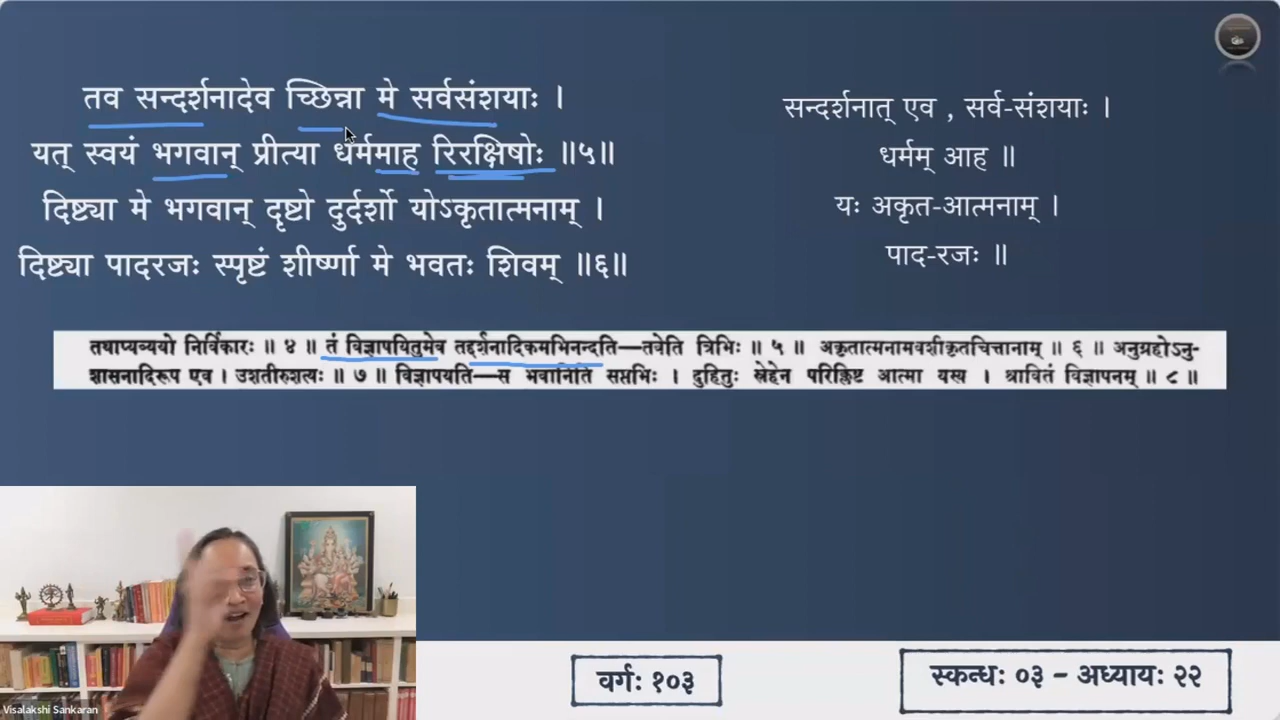 तव सन्दर्शनादेव च्छिन्ना मे सर्वसंशयाः ।
यत् स्वयं भगवान् प्रीत्या धर्ममाह रिरक्षिषोः ॥५॥
दिष्ट्या मे भगवान् दृष्टो दुर्दर्शो योऽकृतात्मनाम् ।
दिष्ट्या पादरजः स्पृष्टं शीर्ष्णा मे भवतः शिवम् ॥६॥
सन्दर्शनात् एव , सर्व-संशयाः ।
धर्मम् आह ॥
यः अकृत-आत्मनाम् ।
पाद-रजः ॥
तथाप्यव्ययो निर्विकारः ॥ ४ ॥ तं विज्ञापयितुमेव तद्दर्शनादिकमभिनन्दति—तवेति त्रिभिः ॥ ५ ॥ अकृतात्मनामवशीकृतचित्तानाम् ॥ ६ ॥ अनुग्रहोऽनु-
शासनादिरूप एव । उशतीरुशत्यः ॥ ७ ॥ विज्ञापयति—स भवानिति सप्तभिः । दुहितुः स्नेहेन परिक्लिष्ट आत्मा यस्य । श्रावितं विज्ञापनम् ॥ ८ ॥
Visalakshi Sankaran
वर्गः १०३
स्कन्धः ०३ - अध्यायः २२